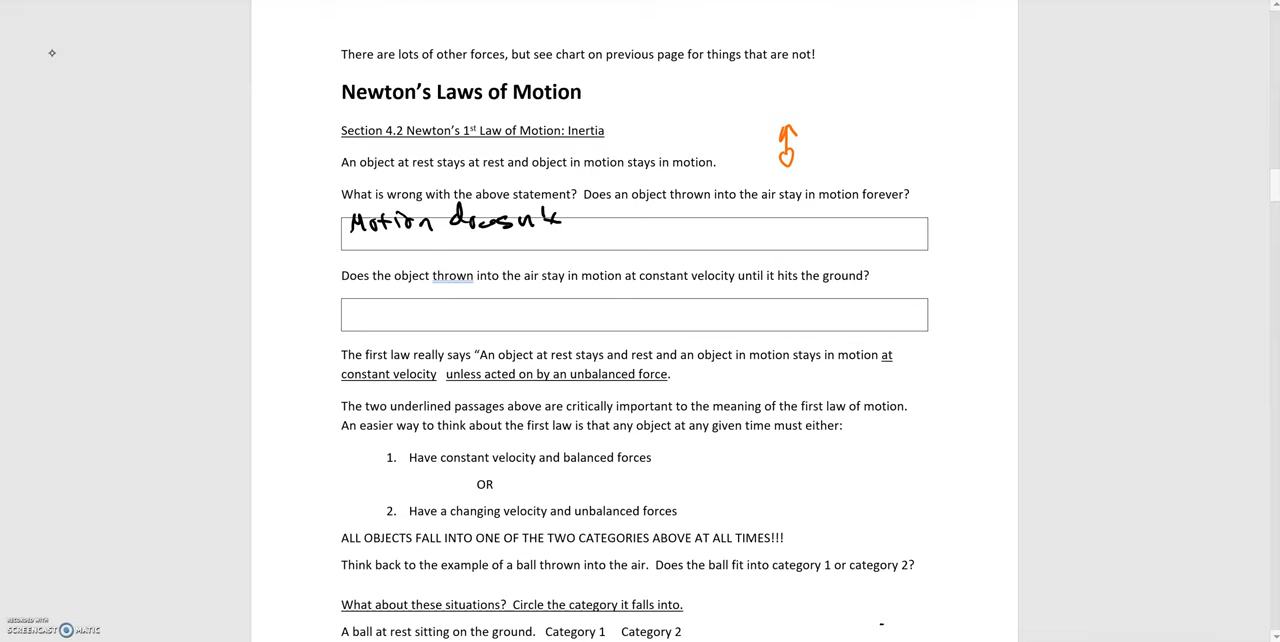 There are lots of other forces, but see chart on previous page for things that are not!
Newton's Laws of Motion
Section 4.2 Newton's 1st Law of Motion: Inertia
An object at rest stays at rest and object in motion stays in motion.
What is wrong with the above statement? Does an object thrown into the air stay in motion forever?
Motion doesn't
Does the object thrown into the air stay in motion at constant velocity until it hits the ground?
The first law really says “An object at rest stays and rest and an object in motion stays in motion at
constant velocity unless acted on by an unbalanced force.
The two underlined passages above are critically important to the meaning of the first law of motion.
An easier way to think about the first law is that any object at any given time must either:
1. Have constant velocity and balanced forces
OR
2. Have a changing velocity and unbalanced forces
ALL OBJECTS FALL INTO ONE OF THE TWO CATEGORIES ABOVE AT ALL TIMES!!!
Think back to the example of a ball thrown into the air. Does the ball fit into category 1 or category 2?
What about these situations? Circle the category it falls into.
A ball at rest sitting on the ground. Category 1 Category 2
RECORDED WITH
SCREENCAST MATIC